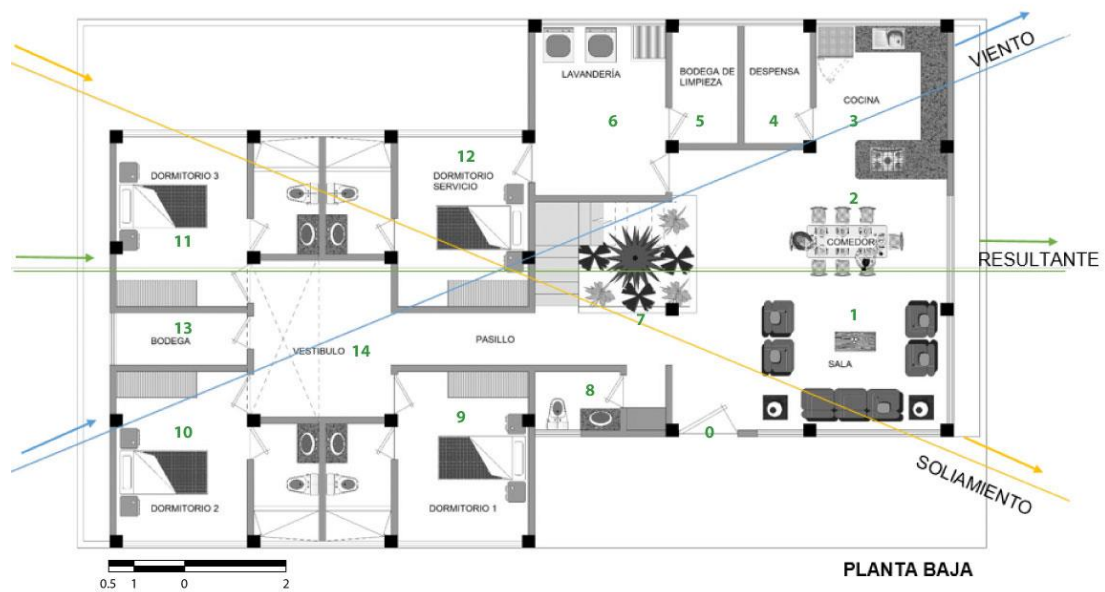 VIENTO
LAVANDERÍA
BODEGA DE
LIMPIEZA
DESPENSA
COCINA
6
5
4
3
12
DORMITORIO 3
DORMITORIO
SERVICIO
2
11
COMEDOR
RESULTANTE
13
BODEGA
7
1
VESTIBULO
14
PASILLO
SALA
8
10
9
0
SOLIAMIENTO
DORMITORIO 2
DORMITORIO 1
PLANTA BAJA
0.5
1
0
2